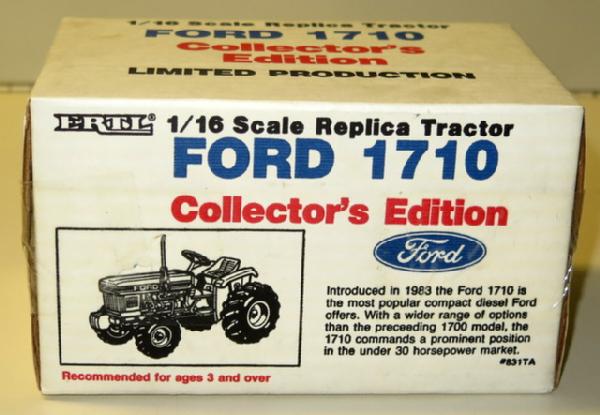 1/16 Scale Replica Tractor
FORD 1710
Collector's
Edition
LIMITED PRODUCTION
ERTL® 1/16 Scale Replica Tractor
FORD 1710
Collector's Edition
Ford
FORD
Introduced in 1983 the Ford 1710 is
the most popular compact diesel Ford
offers. With a wider range of options
than the preceeding 1700 model, the
1710 commands a prominent position
in the under 30 horsepower market.
#831TA
Recommended for ages 3 and over